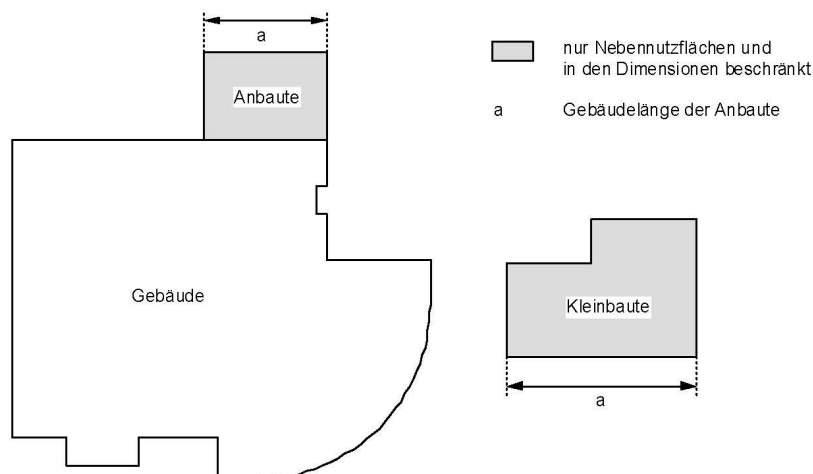 a
Anbaute
nur Nebennutzflächen und
in den Dimensionen beschränkt
a Gebäudelänge der Anbaute
Gebäude
Kleinbaute
a